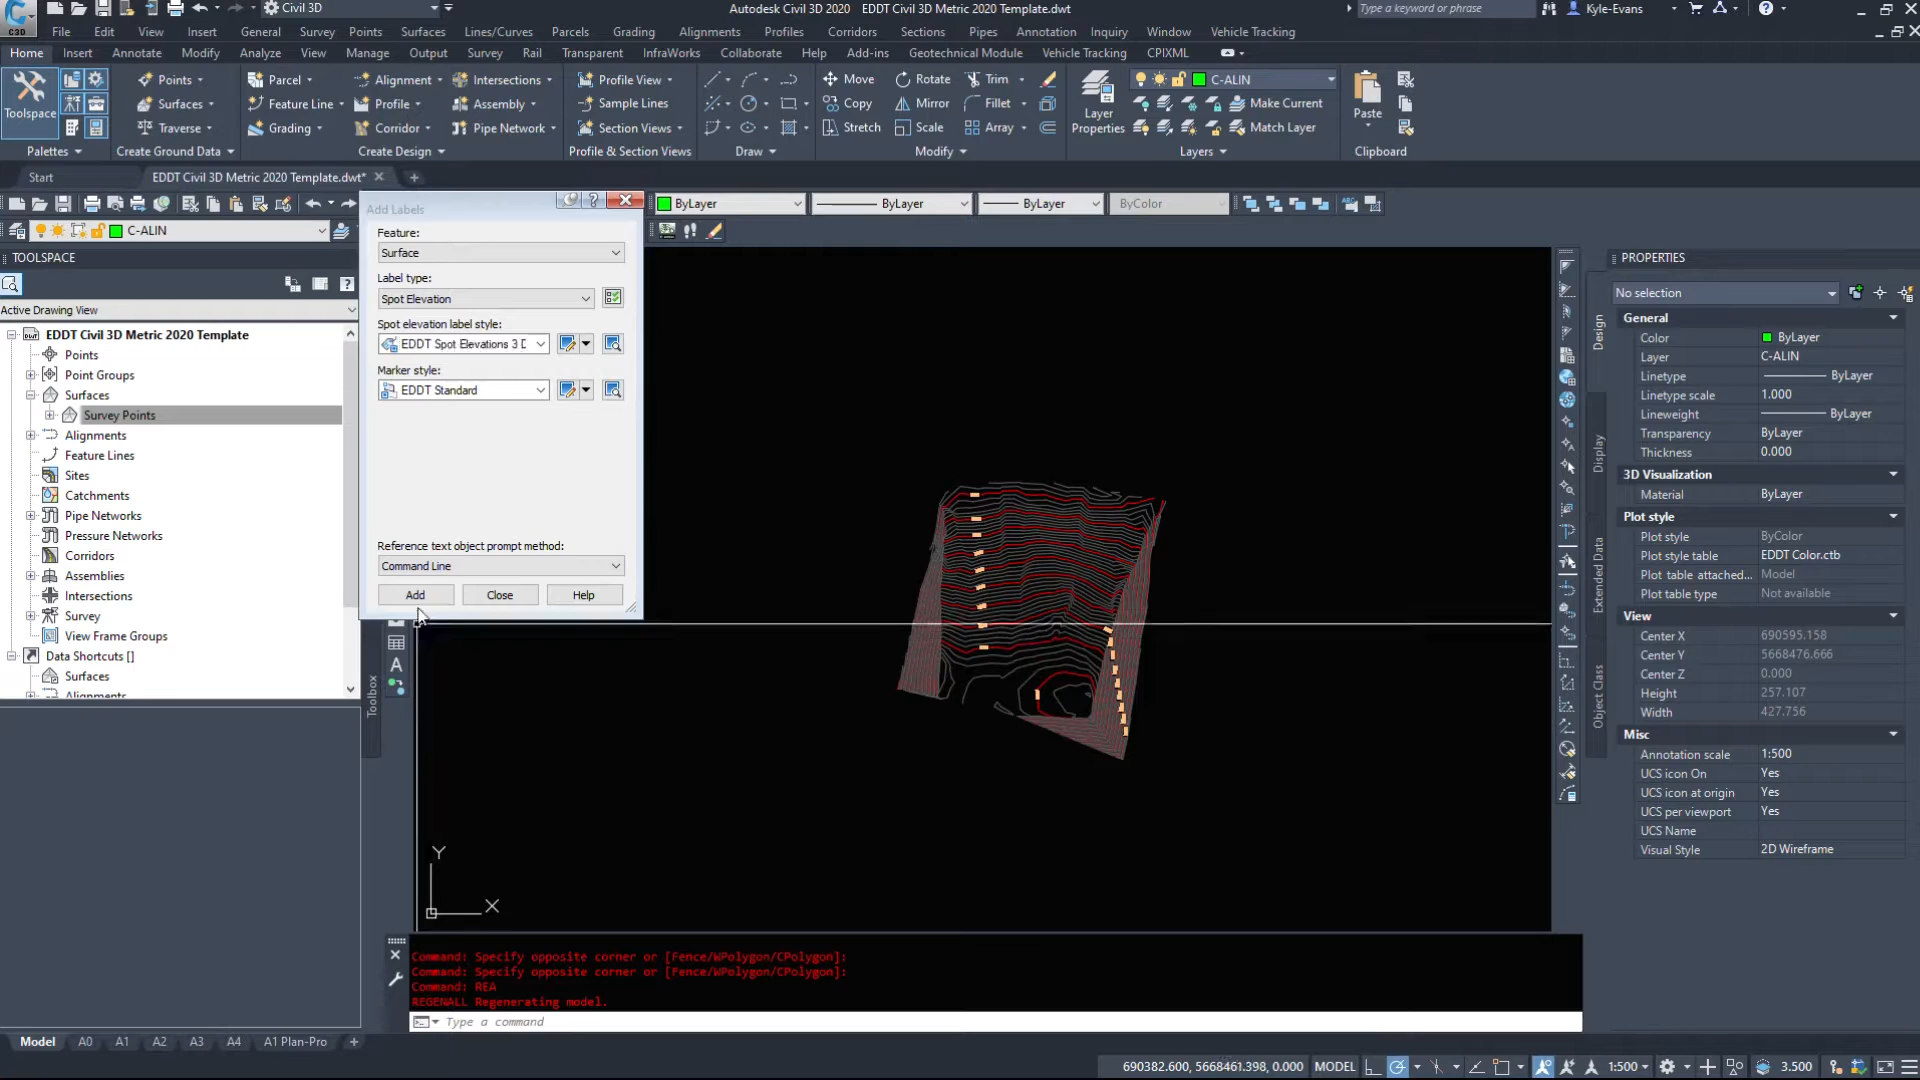 Civil 3D
Autodesk Civil 3D 2020 EDDT Civil 3D Metric 2020 Template.dwt
Type a keyword or phrase
Kyle-Evans
C3D
File Edit View Insert General Survey Points Surfaces Lines/Curves Parcels Grading Alignments Profiles Corridors Sections Pipes Annotation Inquiry Window Vehicle Tracking
Home Insert Annotate Modify Analyze View Manage Output Survey Rail Transparent InfraWorks Collaborate Help Add-ins Geotechnical Module Vehicle Tracking CPIXML
Toolspace
Points Parcel Alignment Intersections Profile View Move Rotate Trim C-ALIN
Surfaces Feature Line Profile Assembly Sample Lines Copy Mirror Fillet Make Current
Traverse Grading Corridor Pipe Network Section Views Stretch Scale Array Match Layer
Layer Properties
Paste
Palettes Create Ground Data Create Design Profile & Section Views Draw Modify Layers Clipboard
Start EDDT Civil 3D Metric 2020 Template.dwt*
ByLayer ByLayer ByLayer ByColor
C-ALIN
TOOLSPACE
Active Drawing View
EDDT Civil 3D Metric 2020 Template
Points
Point Groups
Surfaces
Survey Points
Alignments
Feature Lines
Sites
Catchments
Pipe Networks
Pressure Networks
Corridors
Assemblies
Intersections
Survey
View Frame Groups
Data Shortcuts []
Surfaces
Alignments
Toolbox
Add Labels
Feature:
Surface
Label type:
Spot Elevation
Spot elevation label style:
EDDT Spot Elevations 3 D
Marker style:
EDDT Standard
Reference text object prompt method:
Command Line
Add Close Help
Y
X
PROPERTIES
No selection
Design
Display
Extended Data
Object Class
General
Color ByLayer
Layer C-ALIN
Linetype ByLayer
Linetype scale 1.000
Lineweight ByLayer
Transparency ByLayer
Thickness 0.000
3D Visualization
Material ByLayer
Plot style
Plot style ByColor
Plot style table EDDT Color.ctb
Plot table attached... Model
Plot table type Not available
View
Center X 690595.158
Center Y 5668476.666
Center Z 0.000
Height 257.107
Width 427.756
Misc
Annotation scale 1:500
UCS icon On Yes
UCS icon at origin Yes
UCS per viewport Yes
UCS Name
Visual Style 2D Wireframe
Command: Specify opposite corner or [Fence/WPolygon/CPolygon]:
Command: Specify opposite corner or [Fence/WPolygon/CPolygon]:
Command: REA
REGENALL Regenerating model.
Type a command
Model A0 A1 A2 A3 A4 A1 Plan-Pro
690382.600, 5668461.398, 0.000 MODEL 1:500 3.500